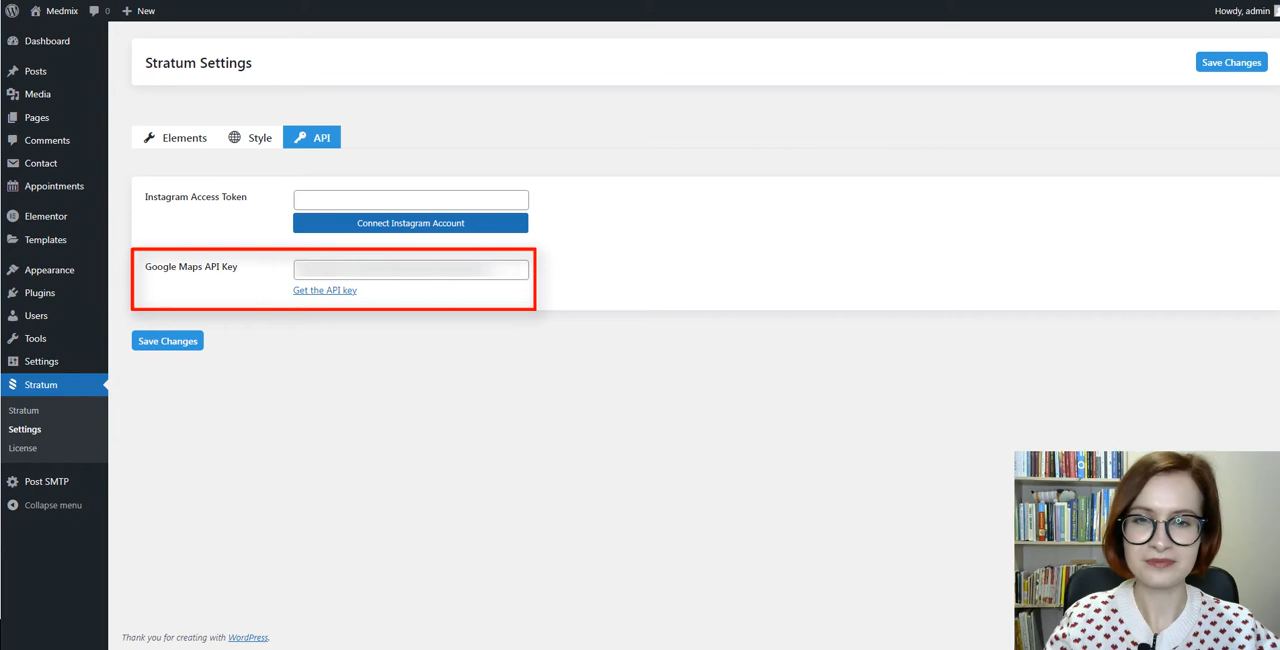 Medmix 0 + New Howdy, admin
Dashboard
Posts
Media
Pages
Comments
Contact
Appointments
Elementor
Templates
Appearance
Plugins
Users
Tools
Settings
Stratum
Stratum
Settings
License
Post SMTP
Collapse menu
Stratum Settings
Save Changes
Elements Style API
Instagram Access Token
Connect Instagram Account
Google Maps API Key
Get the API key
Save Changes
Thank you for creating with WordPress.